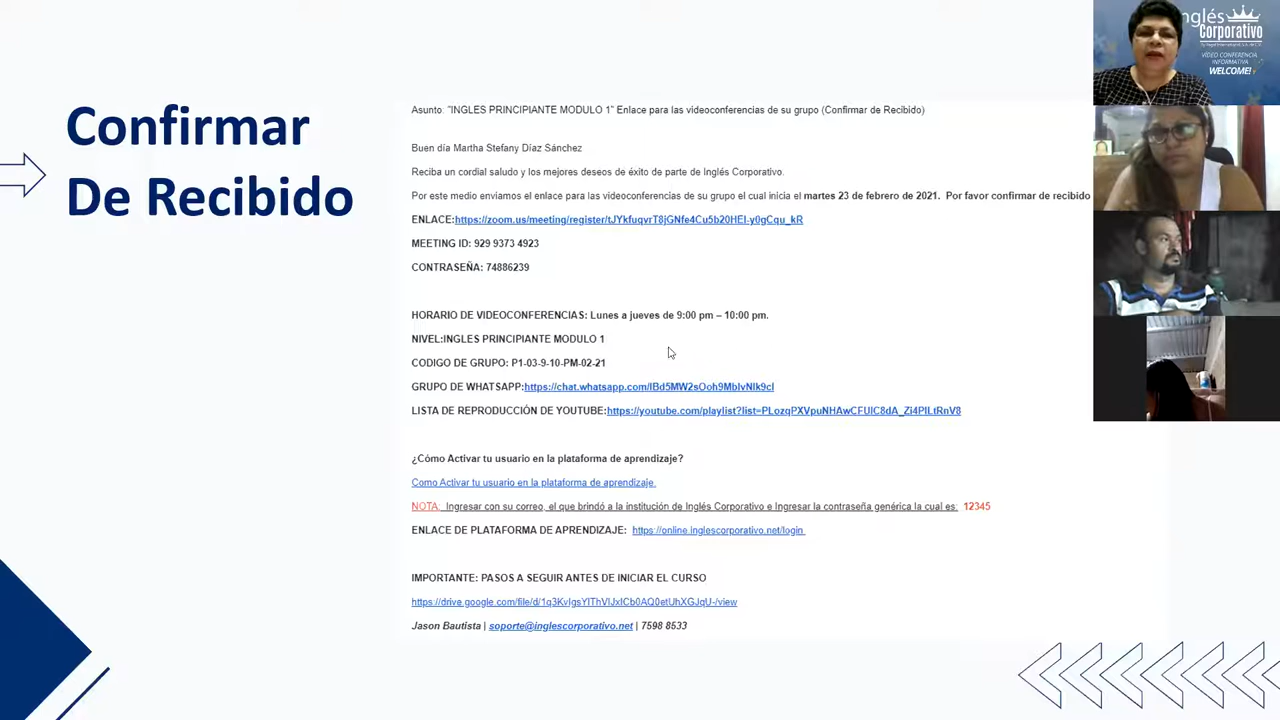 Confirmar
De Recibido
Asunto: "INGLES PRINCIPIANTE MODULO 1" Enlace para las videoconferencias de su grupo (Confirmar de Recibido)
Buen día Martha Stefany Díaz Sánchez
Reciba un cordial saludo y los mejores deseos de éxito de parte de Inglés Corporativo.
Por este medio enviamos el enlace para las videoconferencias de su grupo el cual inicia el martes 23 de febrero de 2021. Por favor confirmar de recibido
ENLACE:https://zoom.us/meeting/register/tJYkfuqvrT8jGNfe4Cu5b20HEI-y0gCqu_kR
MEETING ID: 929 9373 4923
CONTRASEÑA: 74886239
HORARIO DE VIDEOCONFERENCIAS: Lunes a jueves de 9:00 pm – 10:00 pm.
NIVEL:INGLES PRINCIPIANTE MODULO 1
CODIGO DE GRUPO: P1-03-9-10-PM-02-21
GRUPO DE WHATSAPP:https://chat.whatsapp.com/IBd5MW2sOoh9MbIvNIk9cI
LISTA DE REPRODUCCIÓN DE YOUTUBE:https://youtube.com/playlist?list=PLozqPXVpuNHAwCFUIC8dA_Zi4PILtRnV8
¿Cómo Activar tu usuario en la plataforma de aprendizaje?
Como Activar tu usuario en la plataforma de aprendizaje.
NOTA: Ingresar con su correo, el que brindó a la institución de Inglés Corporativo e Ingresar la contraseña genérica la cual es: 12345
ENLACE DE PLATAFORMA DE APRENDIZAJE: https://online.inglescorporativo.net/login
IMPORTANTE: PASOS A SEGUIR ANTES DE INICIAR EL CURSO
https://drive.google.com/file/d/1q3KvIgsYIThVIJxICb0AQ0etUhXGJqU-/view
Jason Bautista | soporte@inglescorporativo.net | 7598 8533
nglés
Corporativo
VIDEO CONFERENCIA
INFORMATIVA
WELCOME!